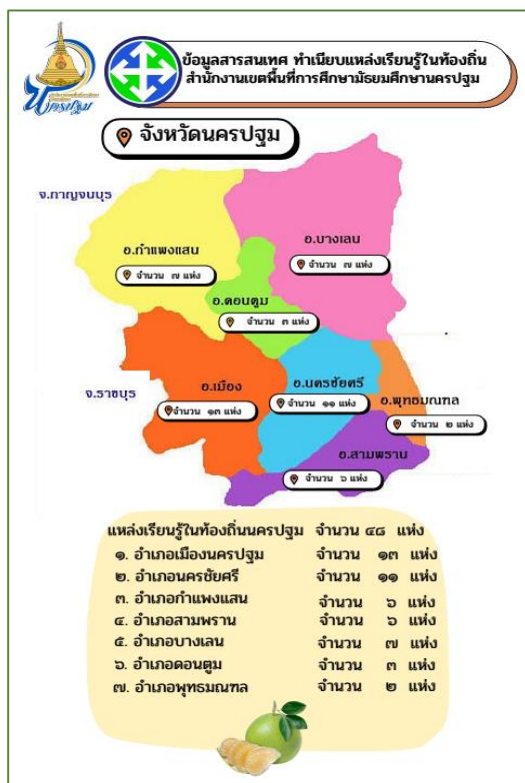 ข้อมูลสารสนเทศ ทำเนียบแหล่งเรียนรู้ในท้องถิ่น
สำนักงานเขตพื้นที่การศึกษามัธยมศึกษานครปฐม
จังหวัดนครปฐม
จ.กาญจนบุร
อ.กำแพงแสน
จำนวน ๗ แห่ง
อ.บางเลน
จำนวน ๗ แห่ง
อ.ดอนตูม
จำนวน ๓ แห่ง
จ.ราชบุร
อ.เมือง
จำนวน ๑๓ แห่ง
อ.นครชัยศรี
จำนวน ๑๑ แห่ง
อ.พุทธมณฑล
จำนวน ๒ แห่ง
อ.สามพราน
จำนวน ๖ แห่ง
แหล่งเรียนรู้ในท้องถิ่นนครปฐม จำนวน ๔๘ แห่ง
๑. อำเภอเมืองนครปฐม จำนวน ๑๓ แห่ง
๒. อำเภอนครชัยศรี จำนวน ๑๑ แห่ง
๓. อำเภอกำแพงแสน จำนวน ๖ แห่ง
๔. อำเภอสามพราน จำนวน ๖ แห่ง
๕. อำเภอบางเลน จำนวน ๗ แห่ง
๖. อำเภอดอนตูม จำนวน ๓ แห่ง
๗. อำเภอพุทธมณฑล จำนวน ๒ แห่ง